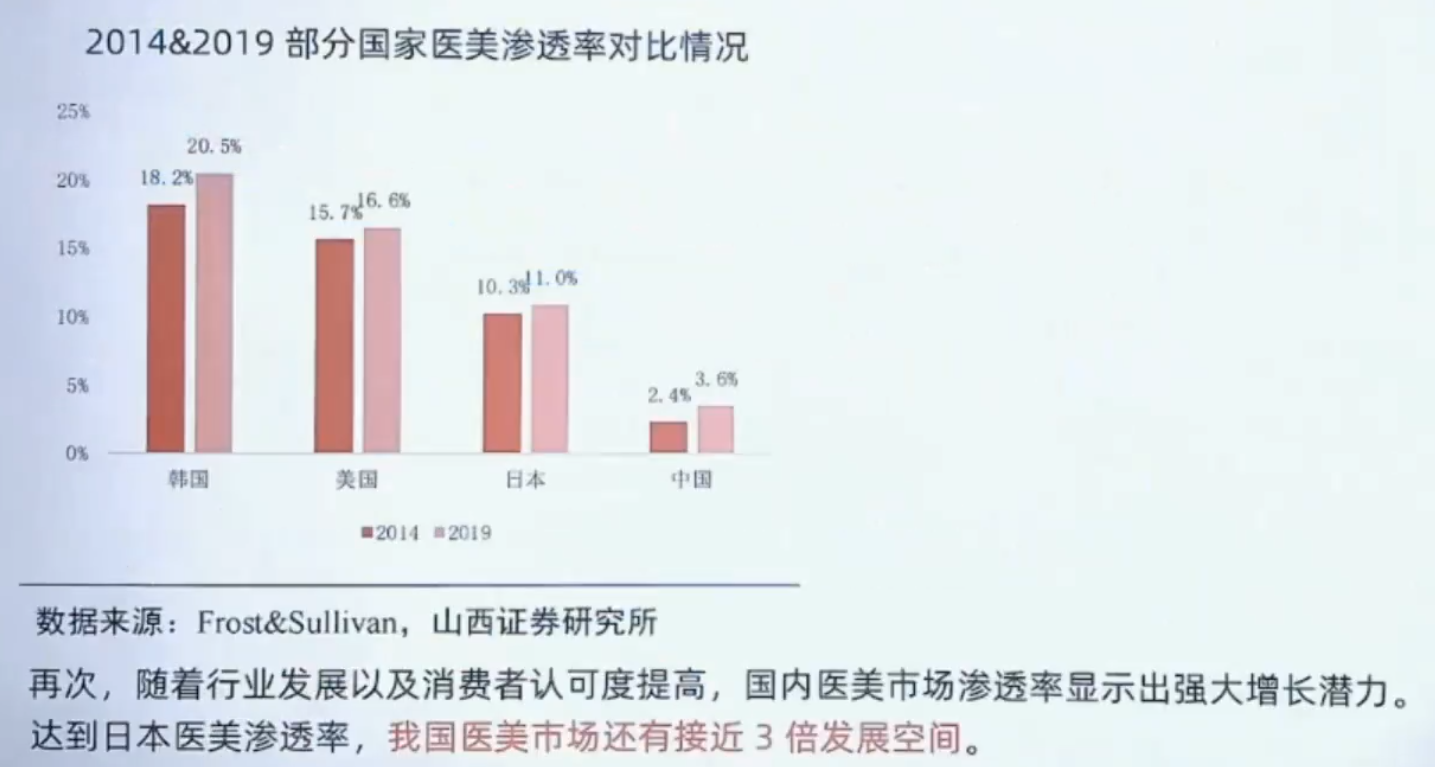 2014&2019 部分国家医美渗透率对比情况
25%
20%
15%
10%
5%
0%
18.2%
20.5%
15.7%
16.6%
10.3%
11.0%
2.4%
3.6%
韩国
美国
日本
中国
2014 2019
数据来源：Frost&Sullivan，山西证券研究所
再次，随着行业发展以及消费者认可度提高，国内医美市场渗透率显示出强大增长潜力。
达到日本医美渗透率，我国医美市场还有接近 3 倍发展空间。